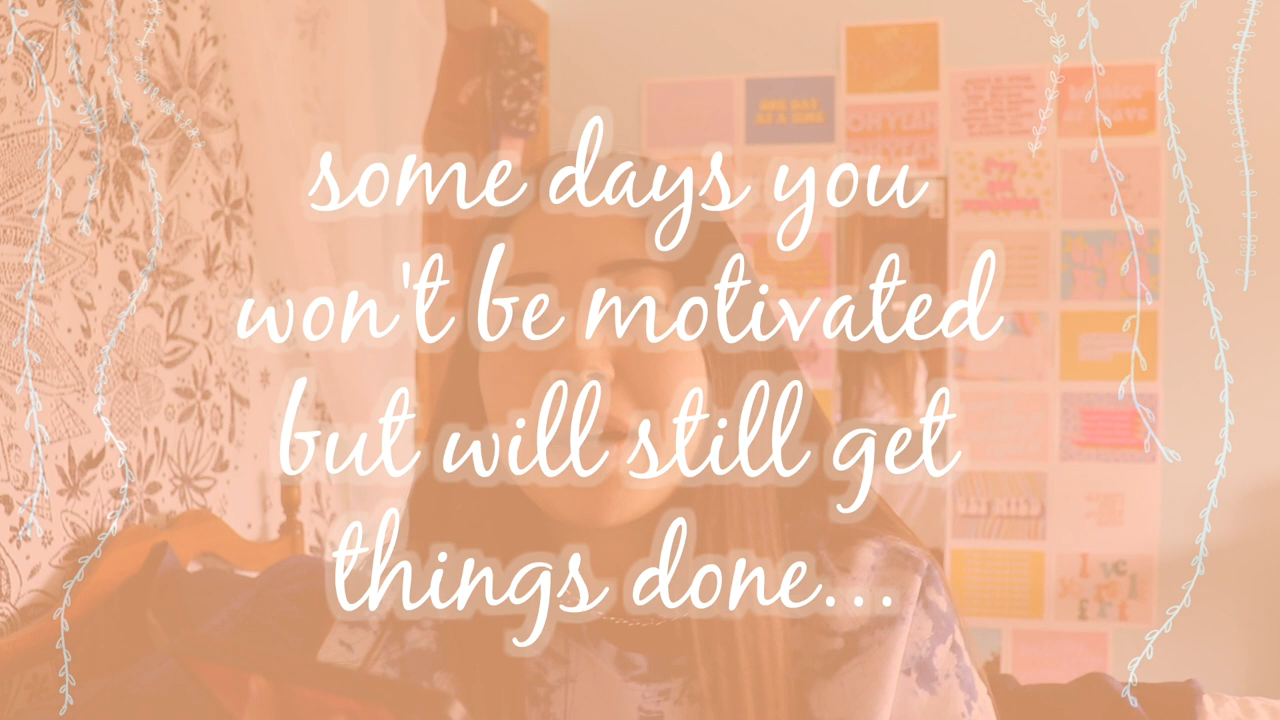 some days you
won't be motivated
but will still get
things done...